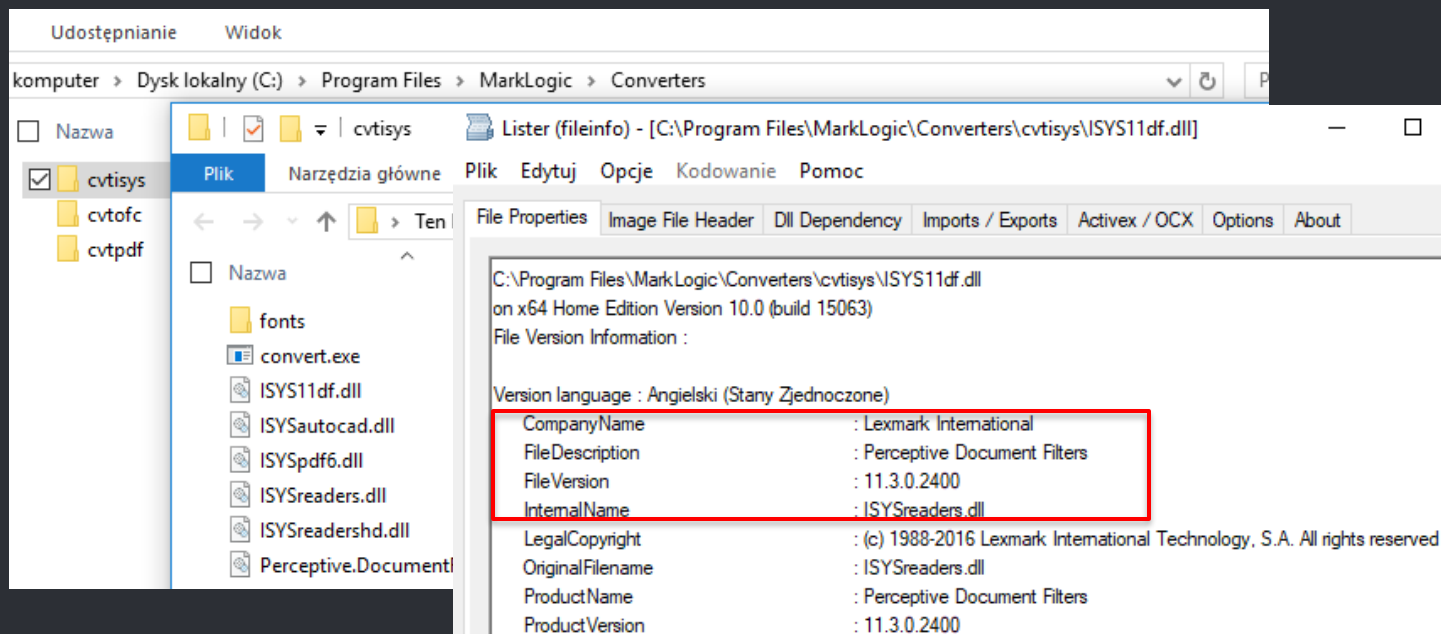 Udostępnianie Widok
komputer > Dysk lokalny (C:) > Program Files > MarkLogic > Converters
Nazwa
cvtisys
cvtofc
cvtpdf
cvtisys
Plik Narzędzia główne
Ten
Nazwa
fonts
convert.exe
ISYS11df.dll
ISYSautocad.dll
ISYSpdf6.dll
ISYSreaders.dll
ISYSreadershd.dll
Perceptive.Document
Lister (fileinfo) - [C:\Program Files\MarkLogic\Converters\cvtisys\ISYS11df.dll]
Plik Edytuj Opcje Kodowanie Pomoc
File Properties Image File Header Dll Dependency Imports / Exports Activex / OCX Options About
C:\Program Files\MarkLogic\Converters\cvtisys\ISYS11df.dll
on x64 Home Edition Version 10.0 (build 15063)
File Version Information :
Version language : Angielski (Stany Zjednoczone)
CompanyName : Lexmark International
FileDescription : Perceptive Document Filters
FileVersion : 11.3.0.2400
InternalName : ISYSreaders.dll
LegalCopyright : (c) 1988-2016 Lexmark International Technology, S.A. All rights reserved
OriginalFilename : ISYSreaders.dll
ProductName : Perceptive Document Filters
ProductVersion : 11.3.0.2400